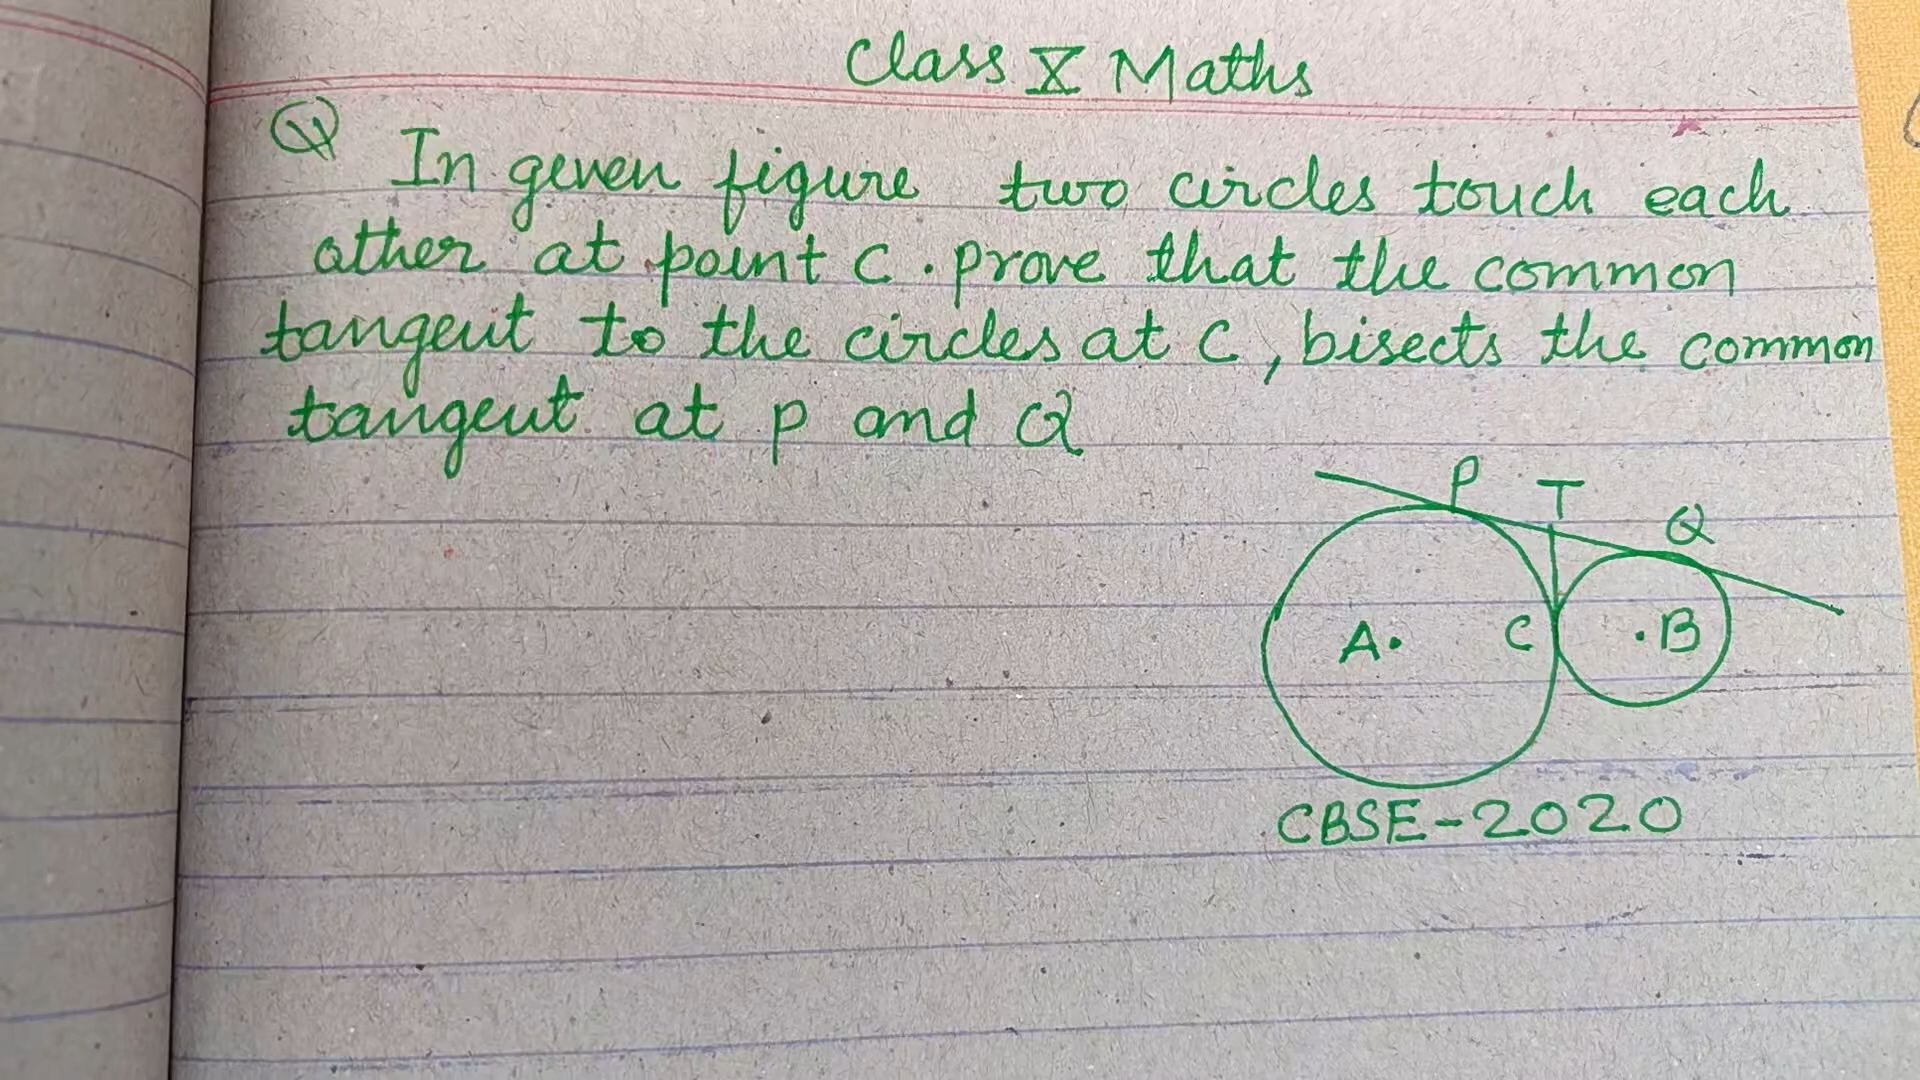 Class X Maths
Q In geven figure two circles touch each
other at point C. prove that the common
tangent to the circles at C, bisects the common
tangent at p and Q
P T Q
A. C .B
CBSE-2020